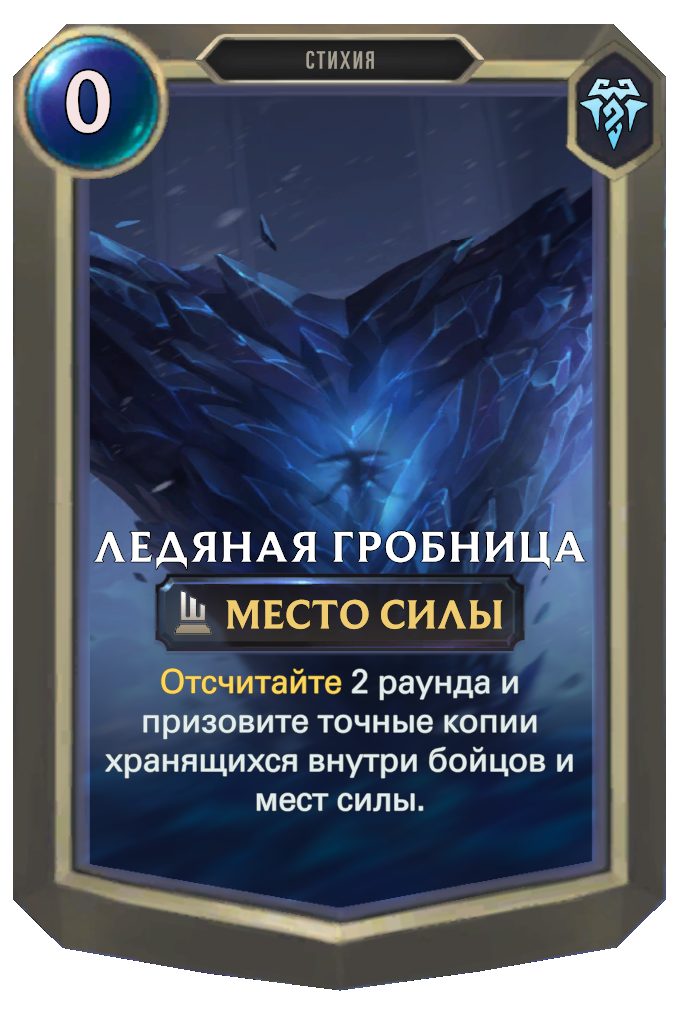 СТИХИЯ
0
ЛЕДЯНАЯ ГРОБНИЦА
МЕСТО СИЛЫ
Отсчитайте 2 раунда и
призовите точные копии
хранящихся внутри бойцов и
мест силы.